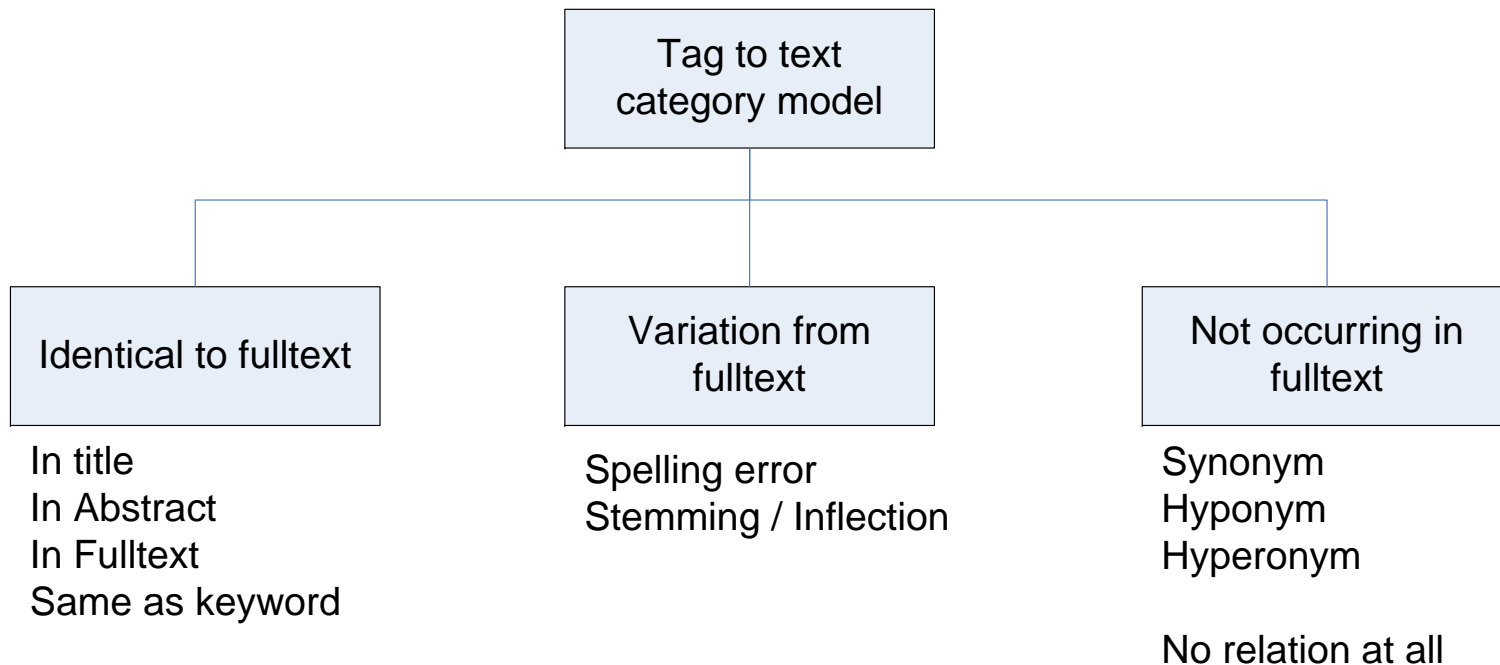 Tag to text
category model
Identical to fulltext
In title
In Abstract
In Fulltext
Same as keyword
Variation from
fulltext
Spelling error
Stemming / Inflection
Not occurring in
fulltext
Synonym
Hyponym
Hyperonym
No relation at all